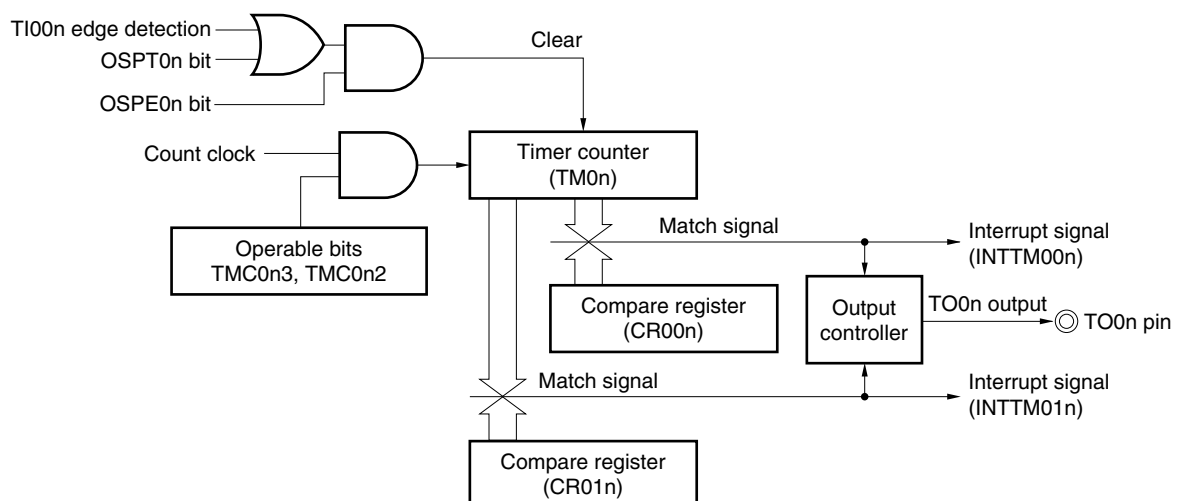 TI00n edge detection
OSPT0n bit
OSPE0n bit
Clear
Count clock
Timer counter
(TM0n)
Operable bits
TMC0n3, TMC0n2
Match signal
Interrupt signal
(INTTM00n)
Compare register
(CR00n)
Output
controller
TO0n output
TO0n pin
Match signal
Interrupt signal
(INTTM01n)
Compare register
(CR01n)